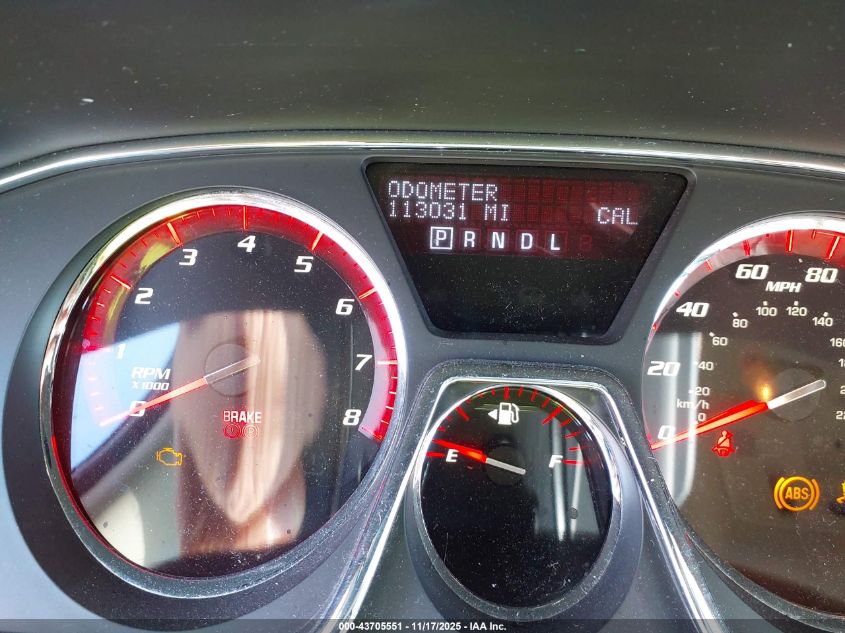 ODOMETER
113031 MI CAL
P R N D L
0 1 2 3 4 5 6 7 8
RPM
X1000
BRAKE
E F
0 20 40 60 80
MPH
0 20 40 60 80 100 120 140 160
km/h
ABS
000-43705551 — 11/17/2025 - IAA Inc.